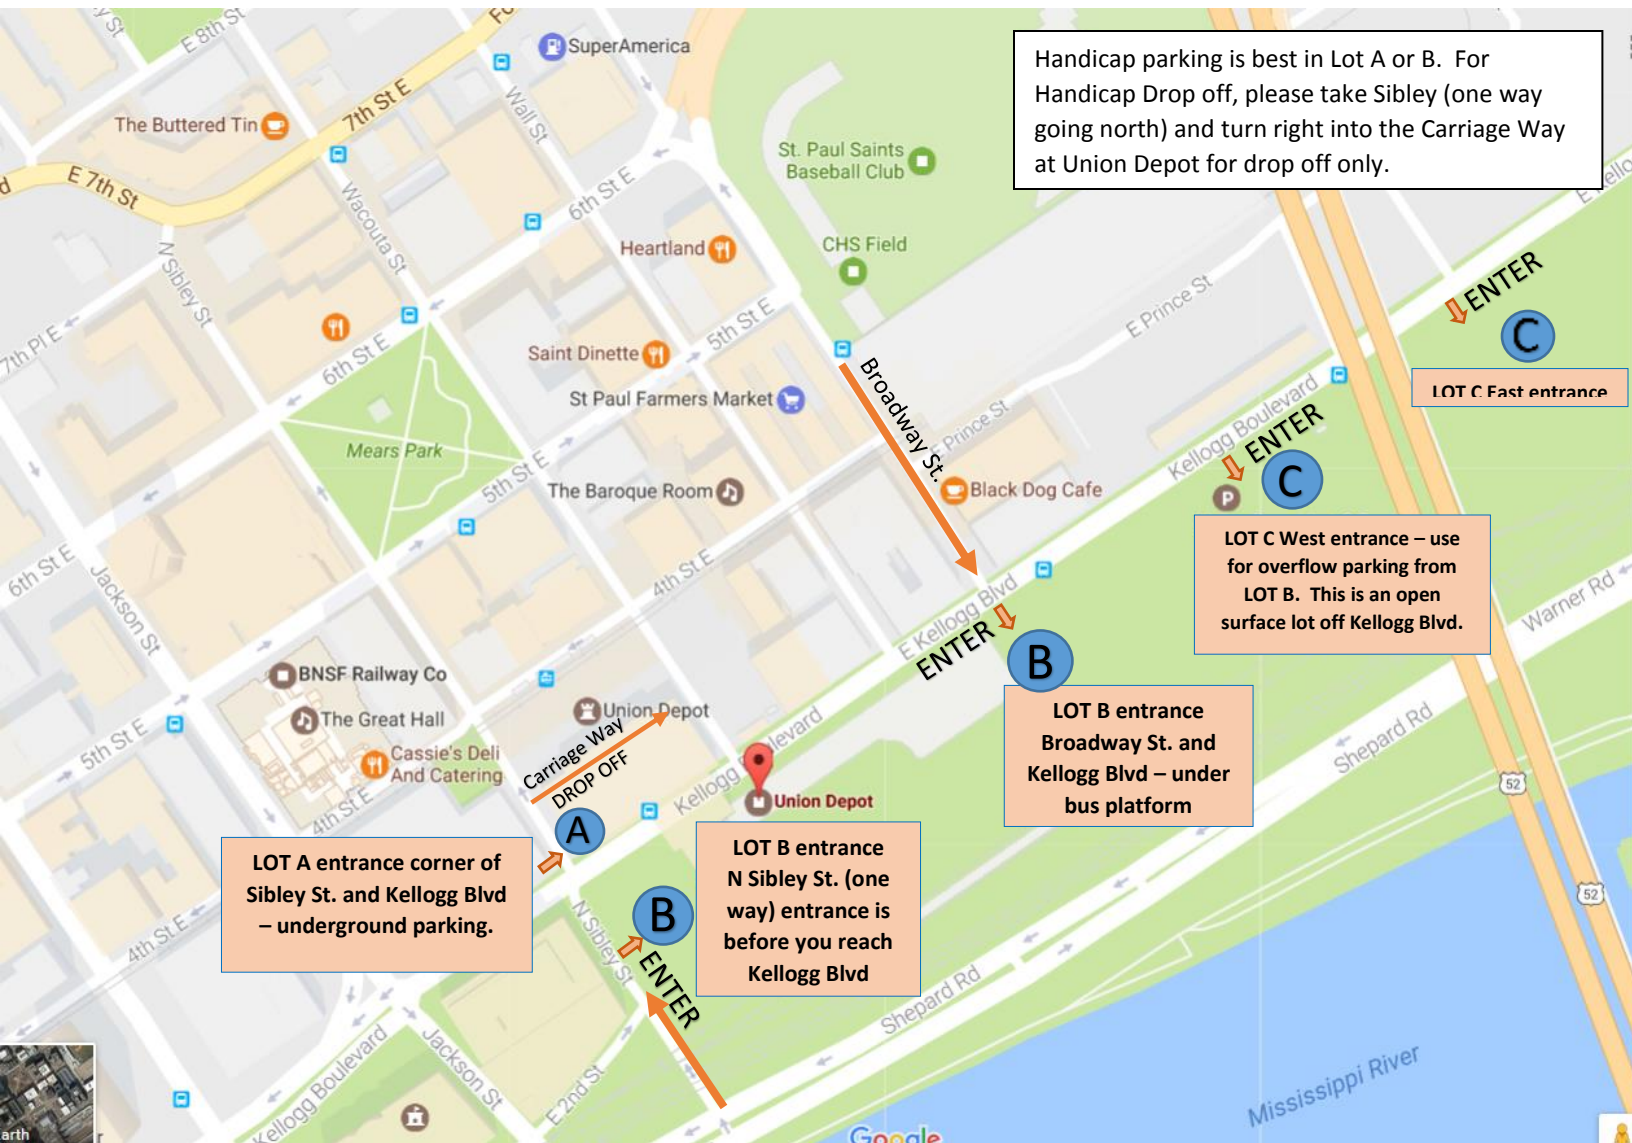 Handicap parking is best in Lot A or B.  For
Handicap Drop off, please take Sibley (one way
going north) and turn right into the Carriage Way
at Union Depot for drop off only.
E 8th St
SuperAmerica
Wall St
7th St E
The Buttered Tin
E 7th St
Wacouta St
6th St E
St. Paul Saints
Baseball Club
Heartland
CHS Field
N Sibley St
E Prince St
ENTER
C
LOT C East entrance
7th Pl E
6th St E
Saint Dinette
5th St E
St Paul Farmers Market
Broadway St.
E Prince St
Kellogg Boulevard
ENTER
C
P
Mears Park
5th St E
The Baroque Room
Black Dog Cafe
LOT C West entrance – use
for overflow parking from
LOT B.  This is an open
surface lot off Kellogg Blvd.
Warner Rd
6th St E
Jackson St
4th St E
E Kellogg Blvd
ENTER
B
LOT B entrance
Broadway St. and
Kellogg Blvd – under
bus platform
BNSF Railway Co
The Great Hall
Cassie's Deli
And Catering
Union Depot
Carriage Way
DROP OFF
5th St E
4th St E
Kellogg
levard
Union Depot
Shepard Rd
52
52
A
LOT A entrance corner of
Sibley St. and Kellogg Blvd
– underground parking.
LOT B entrance
N Sibley St. (one
way) entrance is
before you reach
Kellogg Blvd
B
ENTER
N Sibley St
4th St E
Shepard Rd
Kellogg Boulevard
Jackson St
E 2nd St
Mississippi River
Google
arth